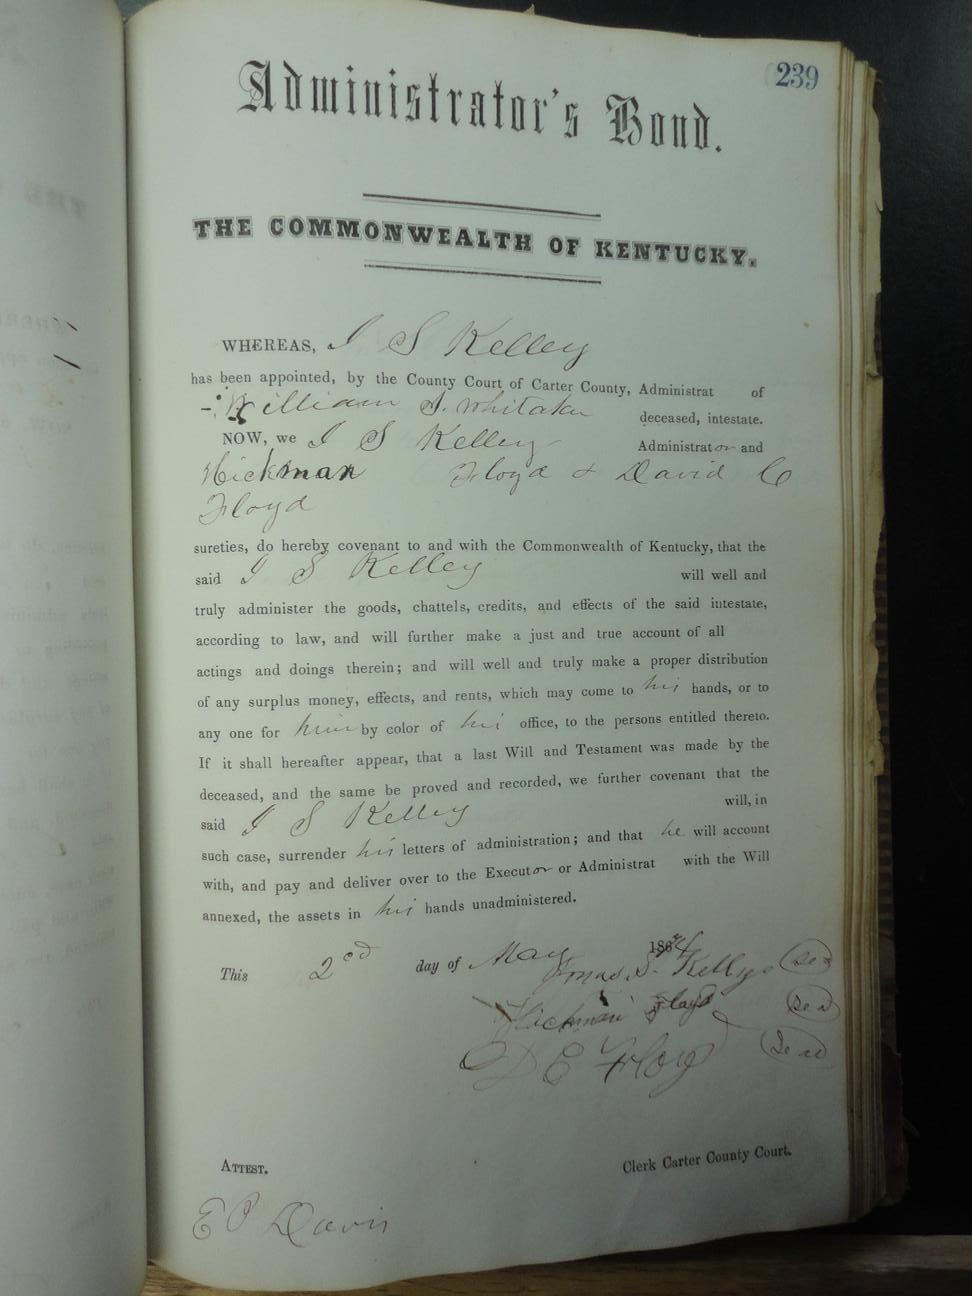 239
Administrator's Bond.
THE COMMONWEALTH OF KENTUCKY.
WHEREAS, I S Kelley
has been appointed, by the County Court of Carter County, Administrat of
William S. Whitaker deceased, intestate.
NOW, we I S Kelley Administrator and
Hickman Floyd & David C
Floyd
sureties, do hereby covenant to and with the Commonwealth of Kentucky, that the
said I S Kelley will well and
truly administer the goods, chattels, credits, and effects of the said intestate,
according to law, and will further make a just and true account of all
actings and doings therein; and will well and truly make a proper distribution
of any surplus money, effects, and rents, which may come to his hands, or to
any one for him by color of his office, to the persons entitled thereto.
If it shall hereafter appear, that a last Will and Testament was made by the
deceased, and the same be proved and recorded, we further covenant that the
said I S Kelley will, in
such case, surrender his letters of administration; and that he will account
with, and pay and deliver over to the Executor or Administrat with the Will
annexed, the assets in his hands unadministered.
This 2cd day of May
S. Kelly
Hickman Floyd
D E Floy
ATTEST. Clerk Carter County Court.
E P Davis